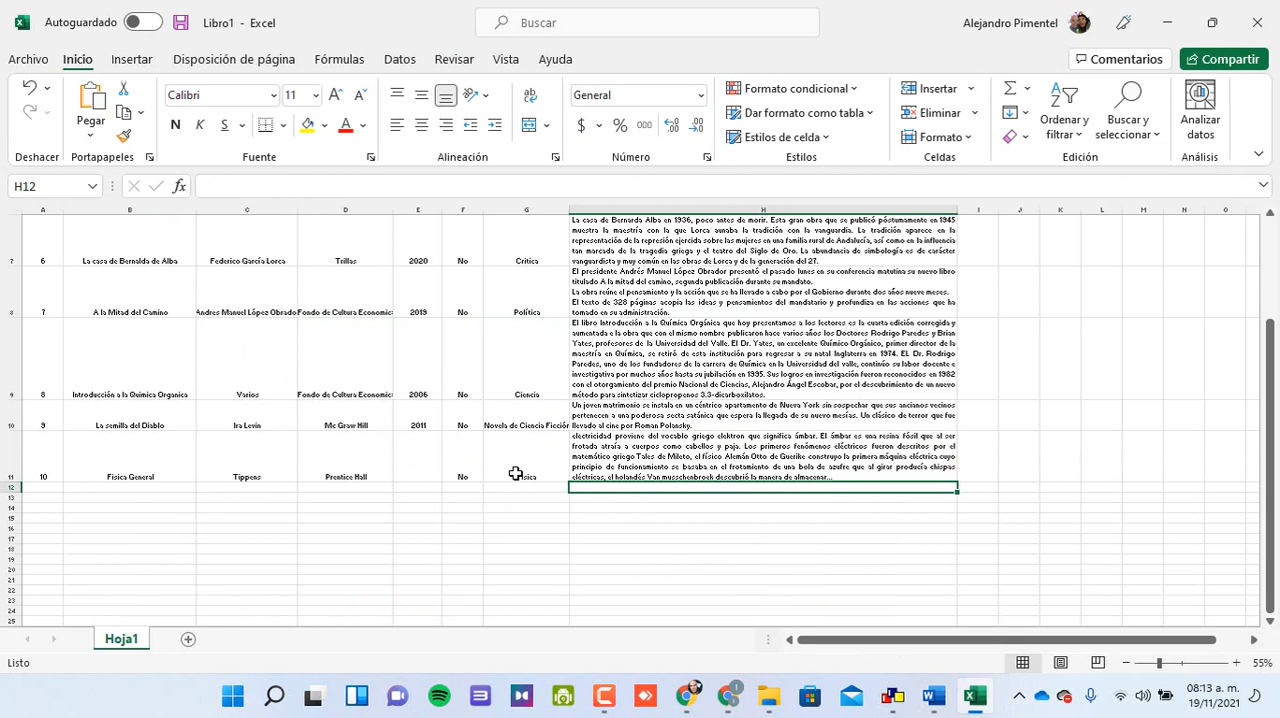 Autoguardado
Libro1 - Excel
Buscar
Alejandro Pimentel
Archivo
Inicio
Insertar
Disposición de página
Fórmulas
Datos
Revisar
Vista
Ayuda
Comentarios
Compartir
Pegar
Calibri
11
N K S
General
$ % 000
Formato condicional
Dar formato como tabla
Estilos de celda
Insertar
Eliminar
Formato
Ordenar y
filtrar
Buscar y
seleccionar
Analizar
datos
Deshacer
Portapapeles
Fuente
Alineación
Número
Estilos
Celdas
Edición
Análisis
H12
A B C D E F G H I J K L M N O
La casa de Bernarda Alba en 1936, poco antes de morir. Esta gran obra que se publicó póstumamente en 1945
muestra la maestría con la que Lorca aunaba la tradición con la vanguardia. La tradición aparece en la
representación de la represión ejercida sobre las mujeres en una familia rural de Andalucía, así como en la influencia
tan marcada de la tragedia griega y el teatro del Siglo de Oro. La abundancia de simbología es de carácter
7 6 La casa de Bernalda de Alba Federico García Lorca Trillas 2020 No Critica vanguardista y muy común en las obras de Lorca y de la generación del 27.
El presidente Andrés Manuel López Obrador presentó el pasado lunes en su conferencia matutina su nuevo libro
titulado A la mitad del camino, segunda publicación durante su mandato.
La obra reúne el pensamiento y la acción que se ha llevado a cabo por el Gobierno durante dos años nueve meses.
El texto de 328 páginas acopia las ideas y pensamientos del mandatario y profundiza en las acciones que ha
8 7 A la Mitad del Camino Andres Manuel López Obrado Fondo de Cultura Economic 2019 No Política tomado en su administración.
El libro Introducción a la Química Orgánica que hoy presentamos a los lectores es la cuarta edición corregida y
aumentada e la obra que con el mismo nombre publicaron hace varios años los Doctores Rodrigo Paredes y Brian
Yates, profesores de la Universidad del Valle. El Dr. Yates, un excelente Químico Orgánico, primer director de la
maestría en Química, se retiró de esta institución para regresar a su natal Inglaterra en 1974. EL Dr. Rodrigo
Paredes, uno de los fundadores de la carrera de Química en la Universidad del valle, continúo su labor docente e
investigativa por muchos años hasta su jubilación en 1995. Sus logros en investigación fueron reconocidos en 1982
con el otorgamiento del premio Nacional de Ciencias, Alejandro Ángel Escobar, por el descubrimiento de un nuevo
9 8 Introducción a la Quimica Organica Varios Fondo de Cultura Economic 2006 No Ciencia método para sintetizar ciclopropenos 3.3-dicarboxilatos.
Un joven matrimonio se instala en un céntrico apartamento de Nueva York sin sospechar que sus ancianos vecinos
pertenecen a una poderosa secta satánica que espera la llegada de su nuevo mesías. Un clásico de terror que fue
10 9 La semilla del Diablo Ira Levin Mc Graw Hill 2011 No Novela de Ciencia Ficción llevado al cine por Roman Polansky.
electricidad proviene del vocablo griego elektron que significa ámbar. El ámbar es una resina fósil que al ser
frotada atraía a cuerpos como cabellos y paja. Los primeros fenómenos eléctricos fueron descritos por el
matemático griego Tales de Mileto, el físico Alemán Otto de Guerike construyo la primera máquina eléctrica cuyo
principio de funcionamiento se basaba en el frotamiento de una bola de azufre que al girar producía chispas
11 10 Fisica General Tippens Prentice Hall No eléctricas, el holandés Van musschenbroek descubrió la manera de almacenar...
12
13
14
15
16
17
18
19
20
21
22
23
24
25
Hoja1
Listo
55%
08:13 a. m.
19/11/2021